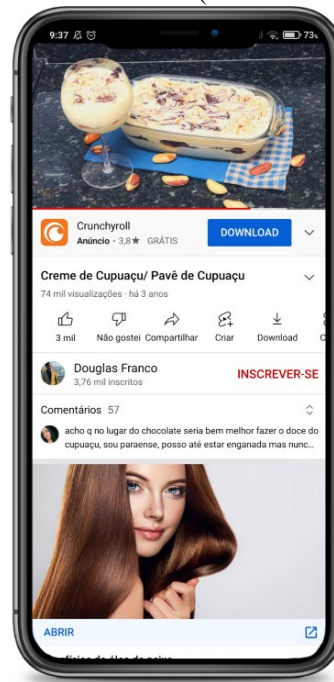 9:37
73%
Crunchyroll
Anúncio • 3,8★ GRÁTIS
DOWNLOAD
Creme de Cupuaçu/ Pavê de Cupuaçu
74 mil visualizações · há 3 anos
3 mil
Não gostei
Compartilhar
Criar
Download
C
Douglas Franco
3,76 mil inscritos
INSCREVER-SE
Comentários 57
acho q no lugar do chocolate seria bem melhor fazer o doce do
cupuaçu, sou paraense, posso até estar enganada mas nunc...
ABRIR